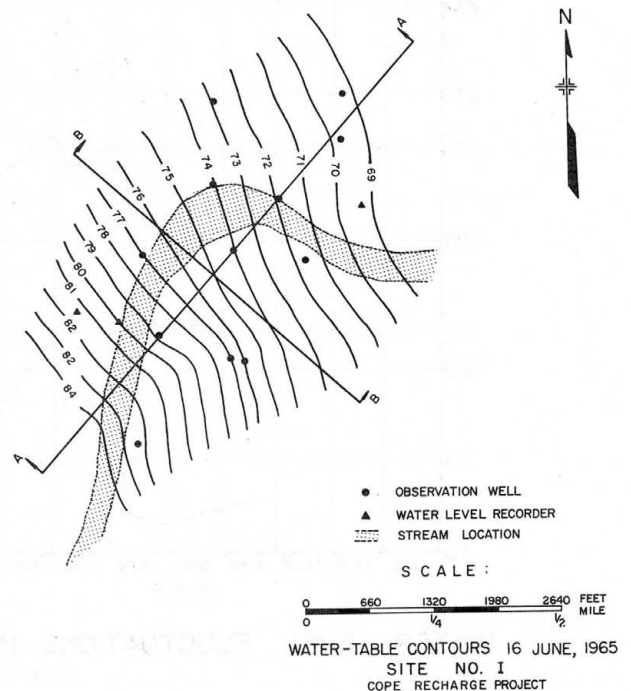 N
A
B
69
70
71
72
73
74
75
76
77
78
79
80
81
82
82
84
B
A
OBSERVATION WELL
WATER LEVEL RECORDER
STREAM LOCATION
SCALE:
0 660 1320 1980 2640 FEET
0 1/4 1/2 MILE
WATER-TABLE CONTOURS 16 JUNE, 1965
SITE NO. I
COPE RECHARGE PROJECT